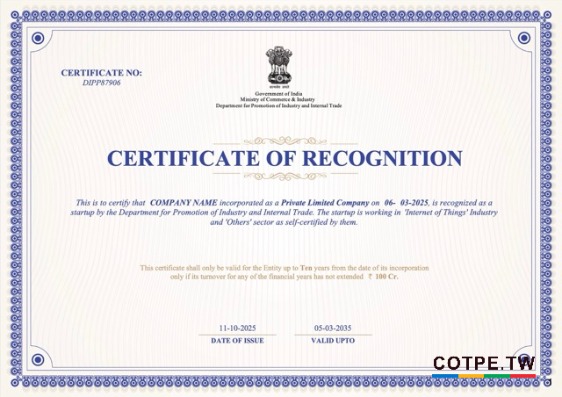 CERTIFICATE NO:
DIPP87906
सत्यमेव जयते
Government of India
Ministry of Commerce & Industry
Department for Promotion of Industry and Internal Trade
CERTIFICATE OF RECOGNITION
This is to certify that COMPANY NAME incorporated as a Private Limited Company on 06- 03-2025, is recognized as a
startup by the Department for Promotion of Industry and Internal Trade. The startup is working in 'Internet of Things' Industry
and 'Others' sector as self-certified by them.
This certificate shall only be valid for the Entity up to Ten years from the date of its incorporation
only if its turnover for any of the financial years has not extended ₹ 100 Cr.
11-10-2025 05-03-2035
DATE OF ISSUE VALID UPTO
COTPE.TW